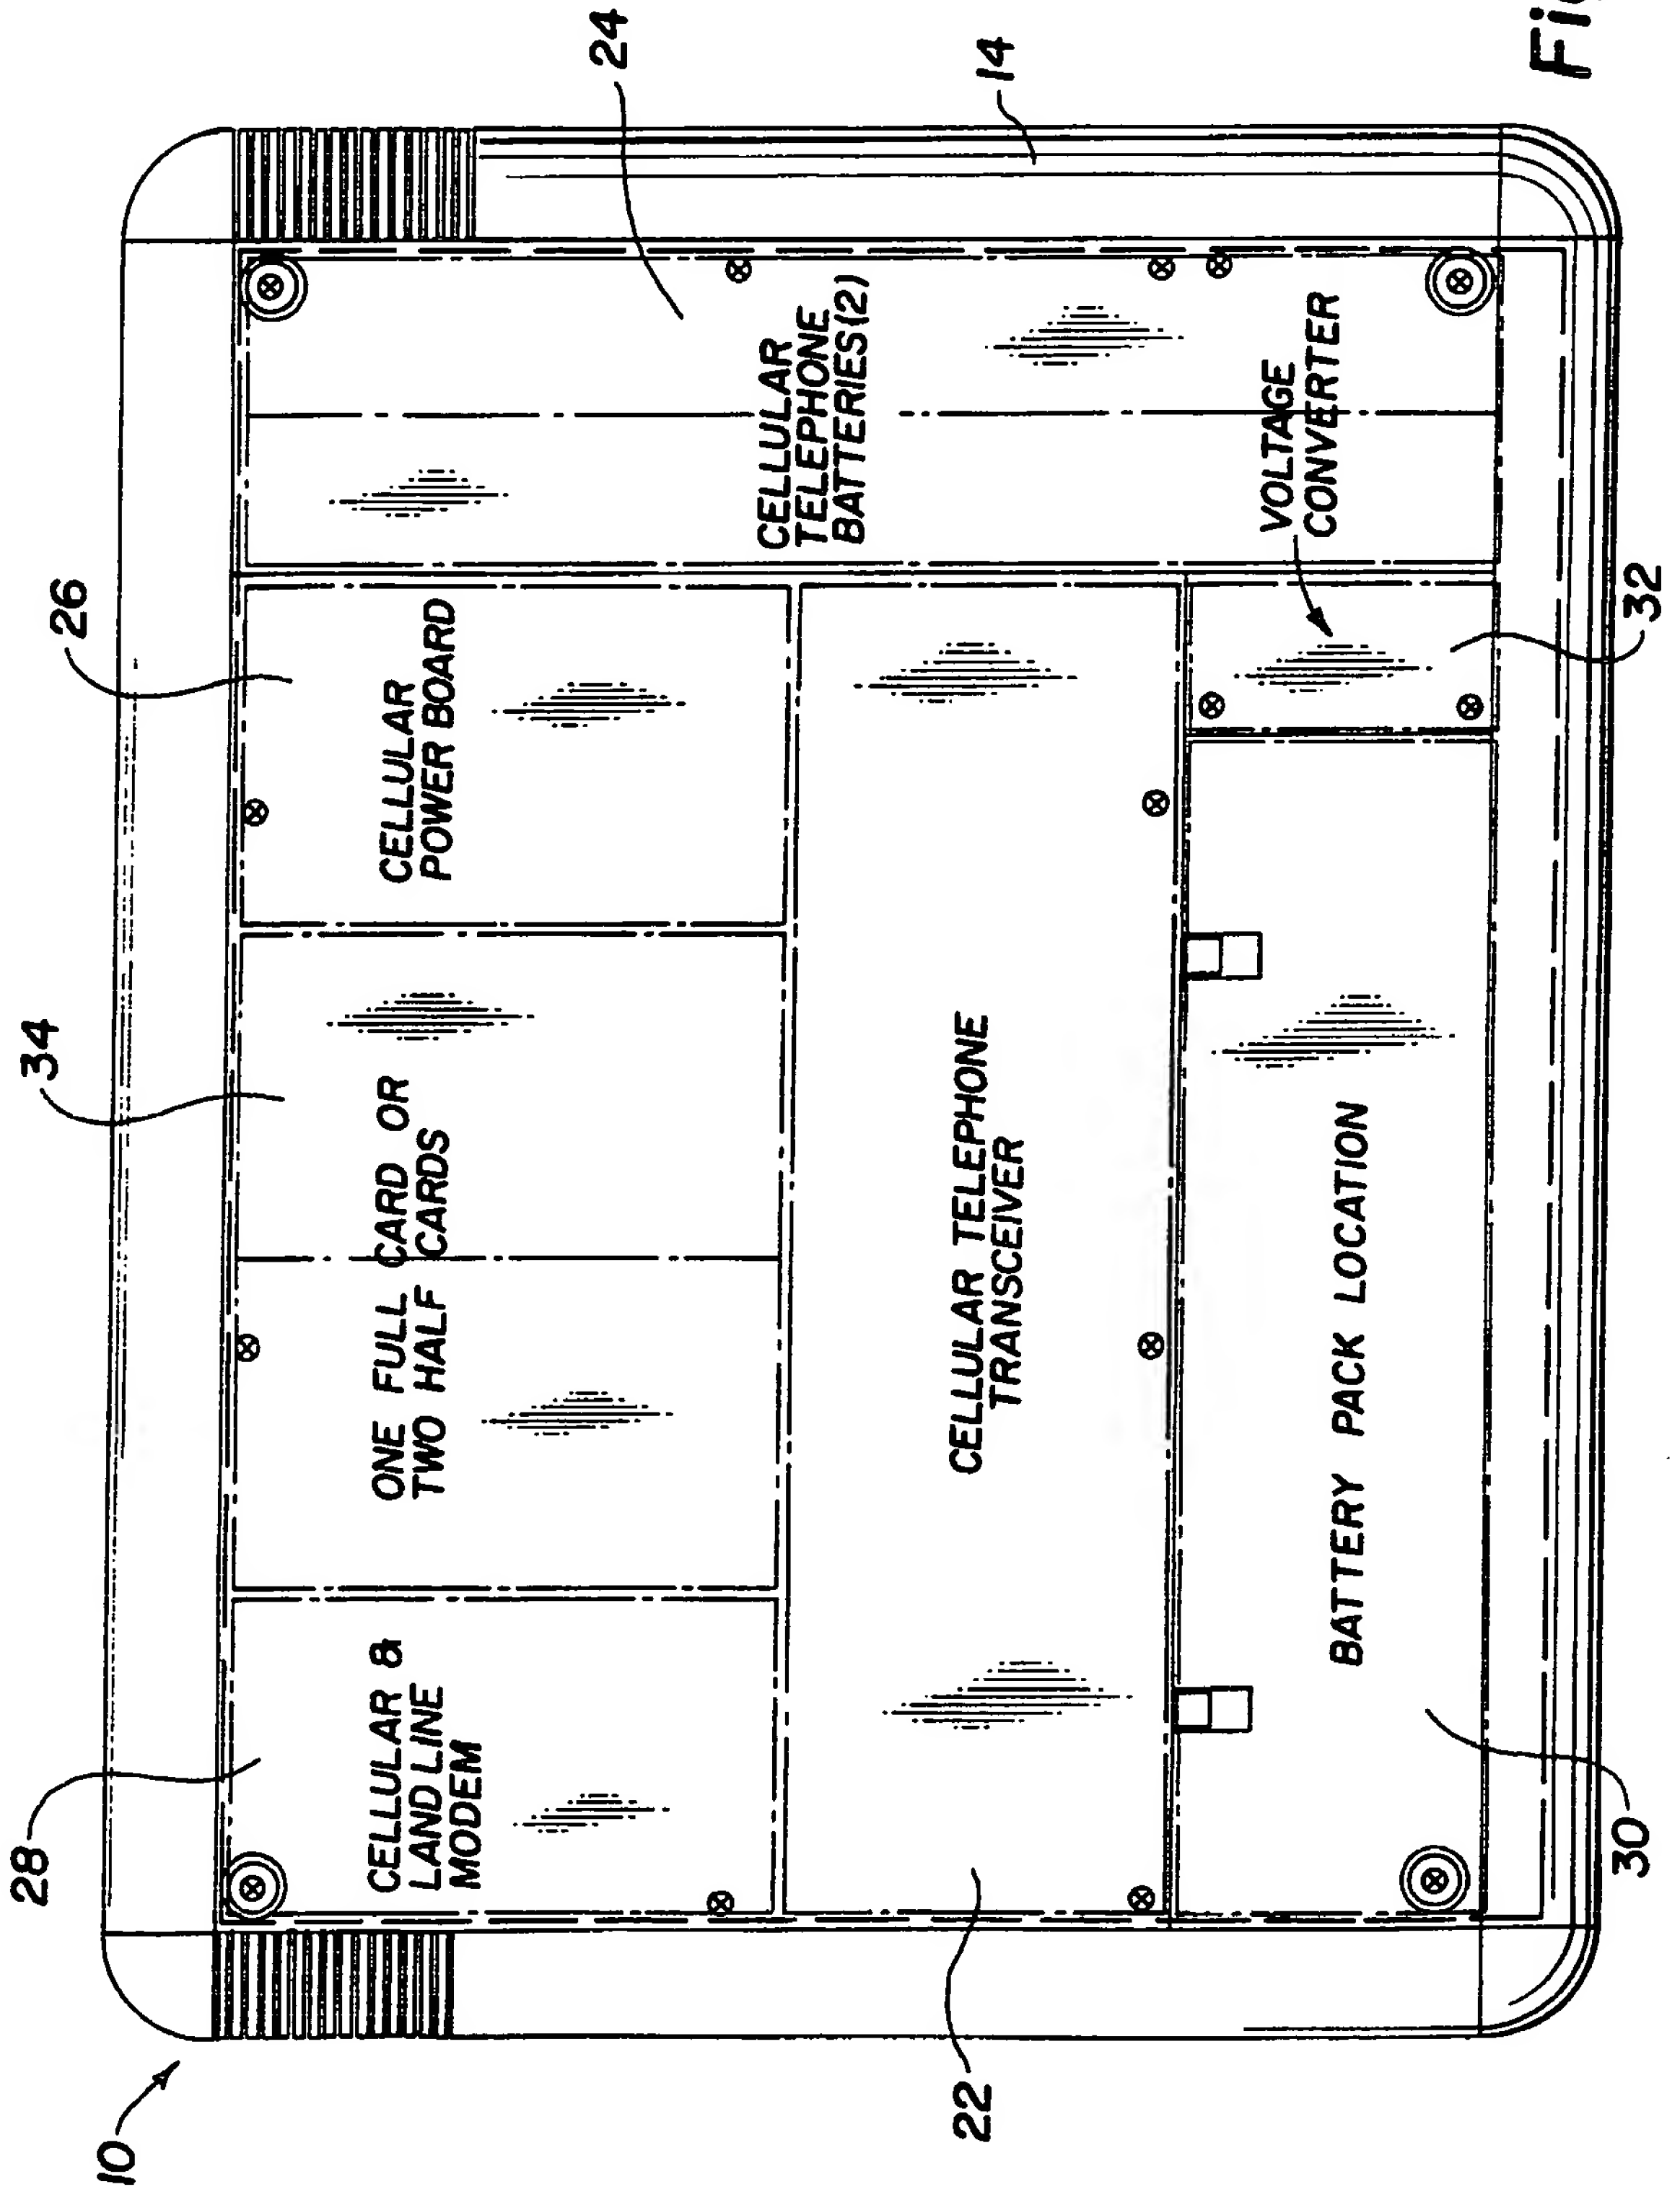 10
28
34
26
24
14
22
30
32
CELLULAR &
LAND LINE
MODEM
ONE FULL CARD OR
TWO HALF CARDS
CELLULAR
POWER BOARD
CELLULAR
TELEPHONE
BATTERIES(2)
CELLULAR TELEPHONE
TRANSCEIVER
BATTERY PACK LOCATION
VOLTAGE
CONVERTER